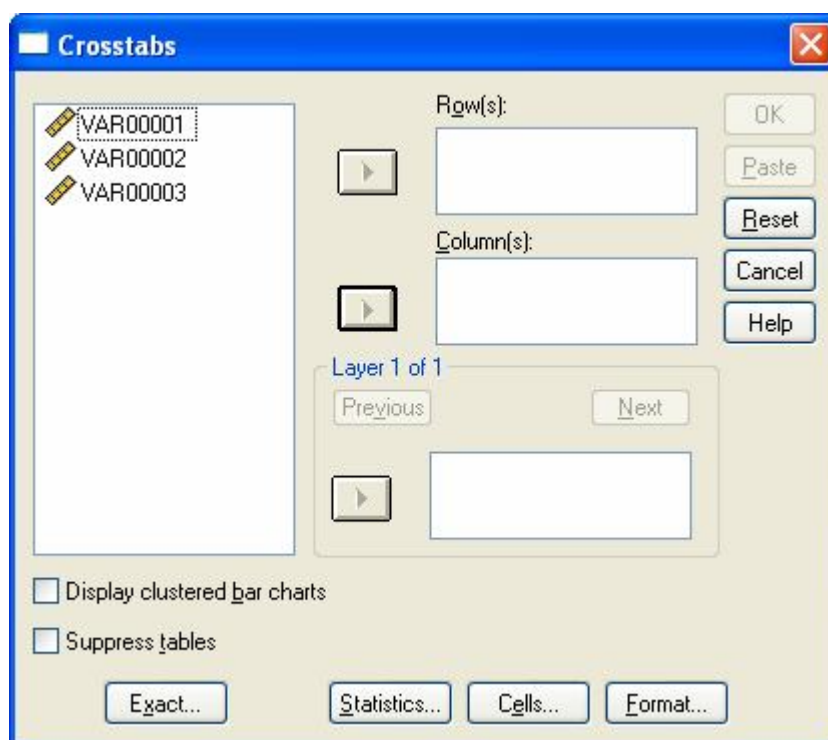 Crosstabs
VAR00001
VAR00002
VAR00003
Row(s):
Column(s):
Layer 1 of 1
Previous
Next
OK
Paste
Reset
Cancel
Help
Display clustered bar charts
Suppress tables
Exact...
Statistics...
Cells...
Format...